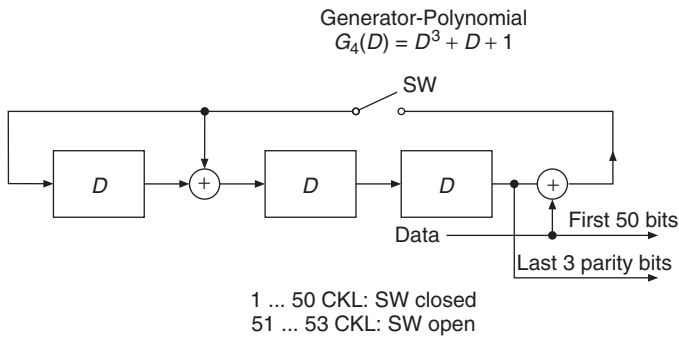 Generator-Polynomial
G₄(D) = D³ + D + 1
SW
D
+
D
D
+
Data
First 50 bits
Last 3 parity bits
1 ... 50 CKL: SW closed
51 ... 53 CKL: SW open